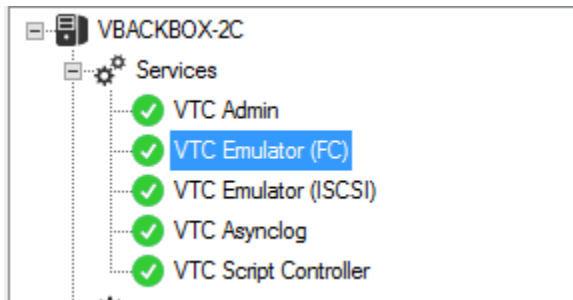 VBACKBOX-2C
Services
VTC Admin
VTC Emulator (FC)
VTC Emulator (ISCSI)
VTC Asynclog
VTC Script Controller